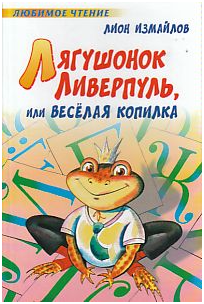 ЛЮБИМОЕ ЧТЕНИЕ
ЛИОН ИЗМАЙЛОВ
ЛЯГУШОНОК
ЛИВЕРПУЛЬ,
ИЛИ ВЕСЁЛАЯ КОПИЛКА